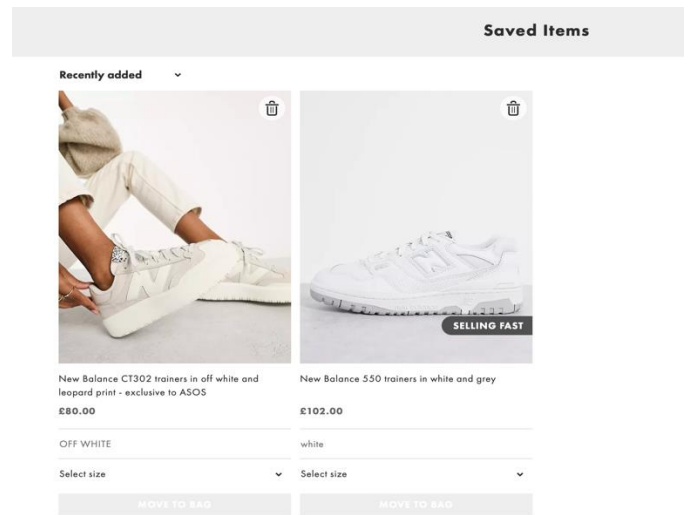 Saved Items
Recently added
SELLING FAST
New Balance CT302 trainers in off white and
leopard print - exclusive to ASOS
£80.00
OFF WHITE
Select size
MOVE TO BAG
New Balance 550 trainers in white and grey
£102.00
white
Select size
MOVE TO BAG